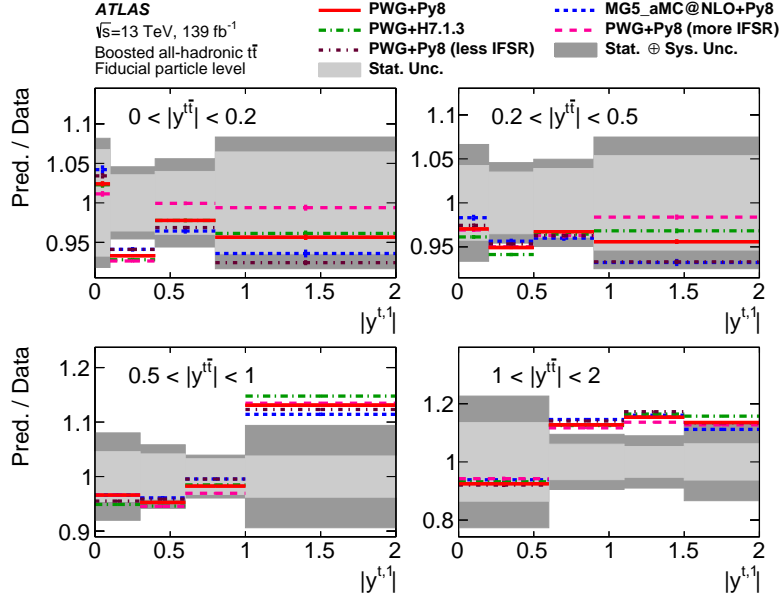 ATLAS
√s=13 TeV, 139 fb⁻¹
Boosted all-hadronic tt̄
Fiducial particle level
PWG+Py8
MG5_aMC@NLO+Py8
PWG+H7.1.3
PWG+Py8 (more IFSR)
PWG+Py8 (less IFSR)
Stat. ⊕ Sys. Unc.
Stat. Unc.
Pred. / Data
0 < |y^{tt̄}| < 0.2
1.1
1.05
1
0.95
0 0.5 1 1.5 2
|y^{t,1}|
Pred. / Data
0.2 < |y^{tt̄}| < 0.5
1.1
1.05
1
0.95
0 0.5 1 1.5 2
|y^{t,1}|
Pred. / Data
0.5 < |y^{tt̄}| < 1
1.2
1.1
1
0.9
0 0.5 1 1.5 2
|y^{t,1}|
Pred. / Data
1 < |y^{tt̄}| < 2
1.2
1
0.8
0 0.5 1 1.5 2
|y^{t,1}|